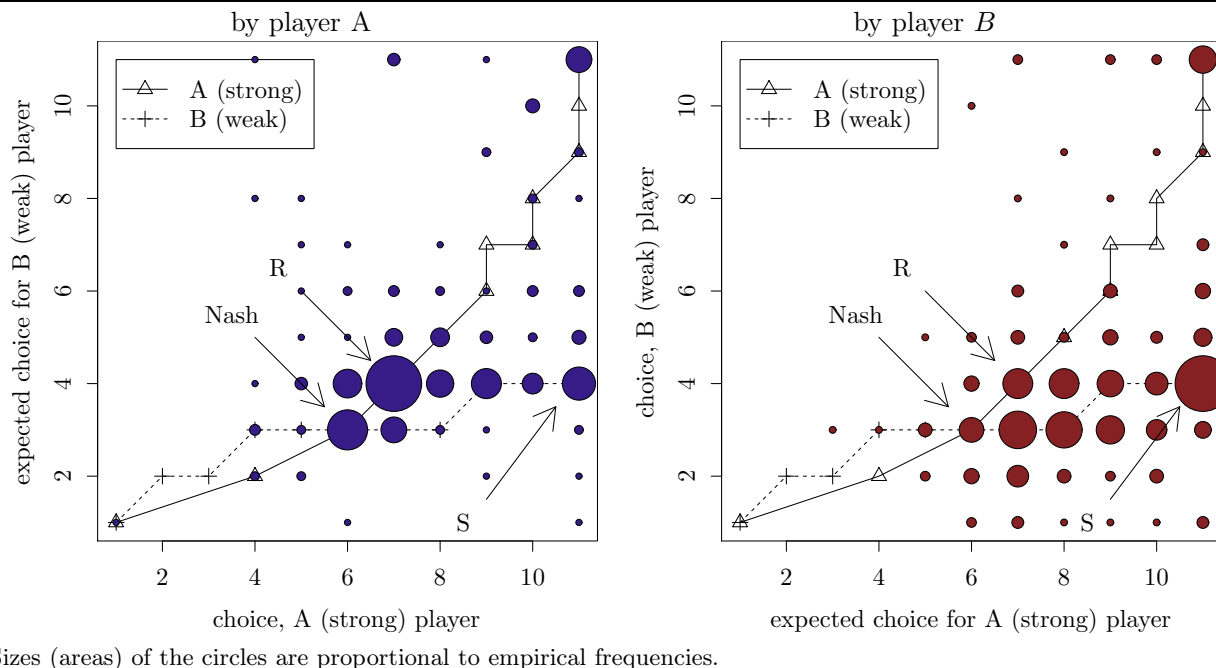 by player A
A (strong)
B (weak)
R
Nash
S
expected choice for B (weak) player
2 4 6 8 10
2 4 6 8 10
choice, A (strong) player
by player B
A (strong)
B (weak)
R
Nash
S
choice, B (weak) player
2 4 6 8 10
2 4 6 8 10
expected choice for A (strong) player
Sizes (areas) of the circles are proportional to empirical frequencies.